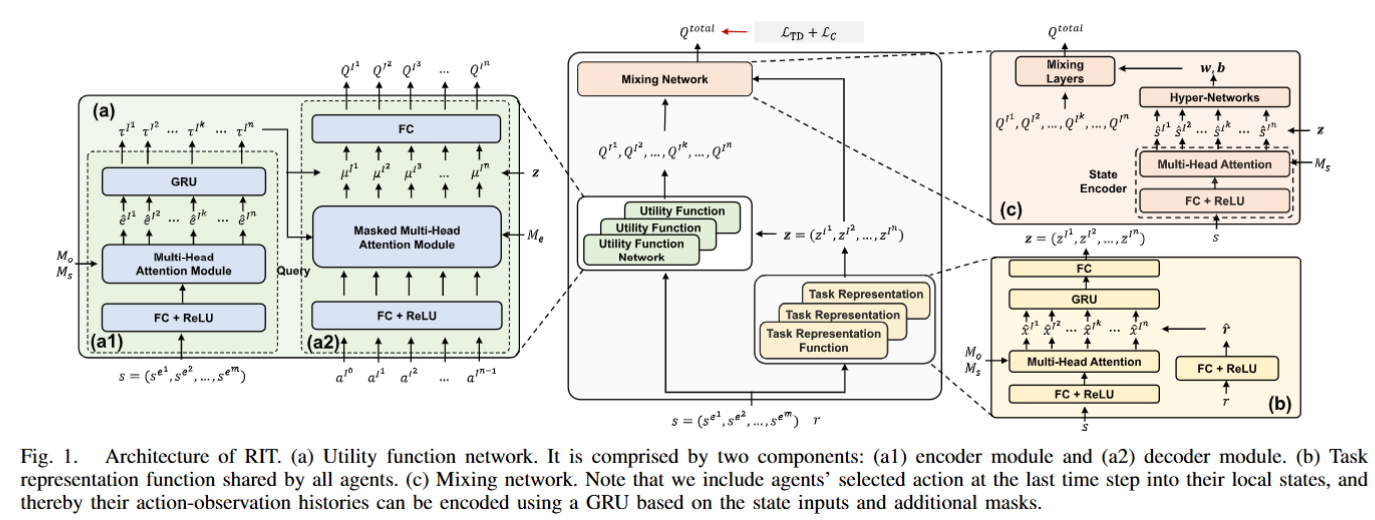 (a)
Q^{I^1} Q^{I^2} Q^{I^3} ... Q^{I^n}
FC
τ^{I^1} τ^{I^2} ... τ^{I^k} ... τ^{I^n}
GRU
μ^{I^1} μ^{I^2} μ^{I^3} ... μ^{I^n}
z
ê^{I^1} ê^{I^2} ... ê^{I^k} ... ê^{I^n}
Masked Multi-Head
Attention Module
M_e
M_o
M_s
Multi-Head
Attention Module
Query
FC + ReLU
FC + ReLU
(a1)
(a2)
s = (s^{e^1}, s^{e^2}, ..., s^{e^m})
a^{I^0} a^{I^1} a^{I^2} ... a^{I^{n-1}}
Q^{total}
ℒ_TD + ℒ_C
Mixing Network
Q^{I^1}, Q^{I^2}, ..., Q^{I^k}, ..., Q^{I^n}
Utility Function
Utility Function
Utility Function
Network
z = (z^{I^1}, z^{I^2}, ..., z^{I^n})
Task Representation
Task Representation
Task Representation
Function
s = (s^{e^1}, s^{e^2}, ..., s^{e^m}) r
Q^{total}
Mixing
Layers
w, b
Hyper-Networks
Q^{I^1}, Q^{I^2}, ..., Q^{I^k}, ..., Q^{I^n}
ŝ^{I^1} ŝ^{I^2} ... ŝ^{I^k} ... ŝ^{I^n}
z
Multi-Head Attention
M_s
State
Encoder
FC + ReLU
(c)
s
z = (z^{I^1}, z^{I^2}, ..., z^{I^n})
FC
GRU
x̂^{I^1} x̂^{I^2} ... x̂^{I^k} ... x̂^{I^n}
r̂
M_o
M_s
Multi-Head Attention
FC + ReLU
FC + ReLU
r
(b)
s
Fig. 1. Architecture of RIT. (a) Utility function network. It is comprised by two components: (a1) encoder module and (a2) decoder module. (b) Task
representation function shared by all agents. (c) Mixing network. Note that we include agents' selected action at the last time step into their local states, and
thereby their action-observation histories can be encoded using a GRU based on the state inputs and additional masks.